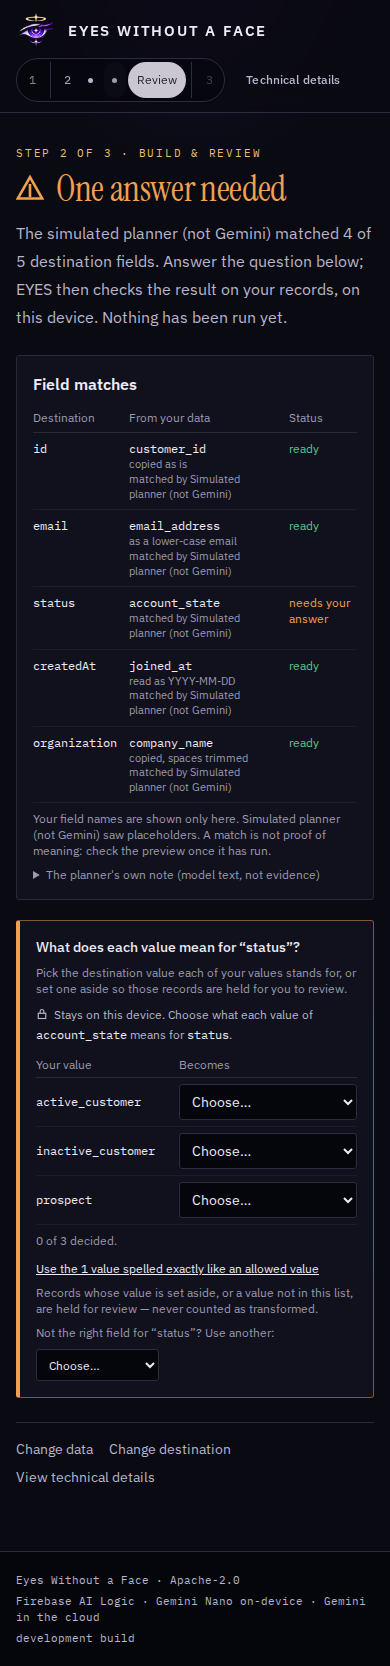 EYES WITHOUT A FACE
1 2 Review 3 Technical details
STEP 2 OF 3 · BUILD & REVIEW
One answer needed
The simulated planner (not Gemini) matched 4 of
5 destination fields. Answer the question below;
EYES then checks the result on your records, on
this device. Nothing has been run yet.
Field matches
Destination From your data Status
id customer_id ready
copied as is
matched by Simulated
planner (not Gemini)
email email_address ready
as a lower-case email
matched by Simulated
planner (not Gemini)
status account_state needs your
matched by Simulated answer
planner (not Gemini)
createdAt joined_at ready
read as YYYY-MM-DD
matched by Simulated
planner (not Gemini)
organization company_name ready
copied, spaces trimmed
matched by Simulated
planner (not Gemini)
Your field names are shown only here. Simulated planner
(not Gemini) saw placeholders. A match is not proof of
meaning: check the preview once it has run.
The planner's own note (model text, not evidence)
What does each value mean for “status”?
Pick the destination value each of your values stands for, or
set one aside so those records are held for you to review.
Stays on this device. Choose what each value of
account_state means for status.
Your value Becomes
active_customer Choose…
inactive_customer Choose…
prospect Choose…
0 of 3 decided.
Use the 1 value spelled exactly like an allowed value
Records whose value is set aside, or a value not in this list,
are held for review — never counted as transformed.
Not the right field for “status”? Use another:
Choose…
Change data Change destination
View technical details
Eyes Without a Face · Apache-2.0
Firebase AI Logic · Gemini Nano on-device · Gemini
in the cloud
development build